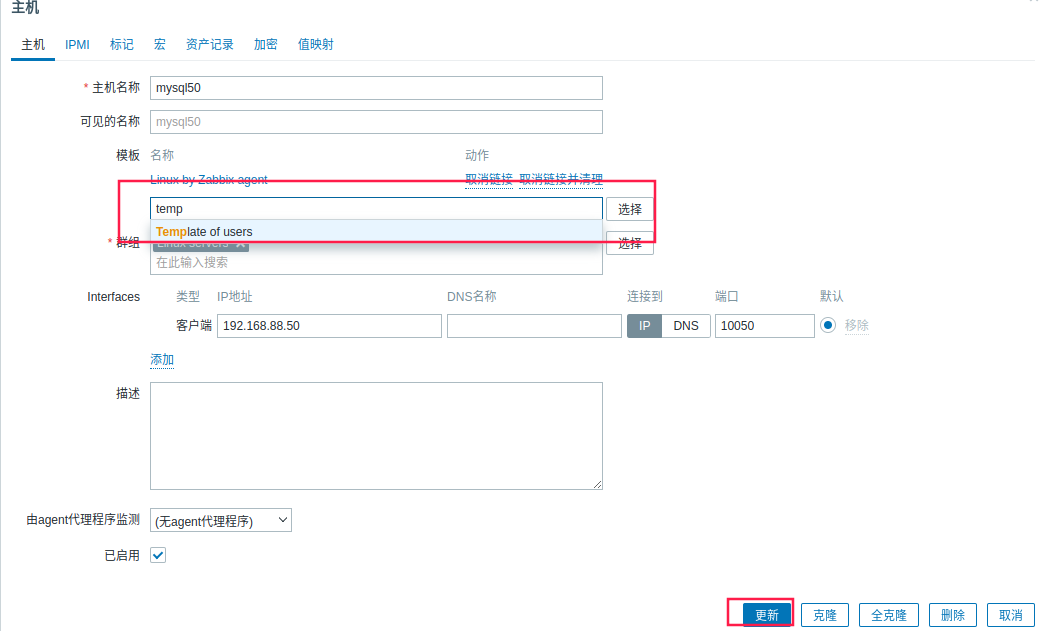 主机
主机 IPMI 标记 宏 资产记录 加密 值映射
* 主机名称 mysql50
可见的名称 mysql50
模板 名称 动作
Linux by Zabbix agent 取消链接 取消链接并清理
temp 选择
Template of users
* 群组 Linux servers 选择
在此输入搜索
Interfaces 类型 IP地址 DNS名称 连接到 端口 默认
客户端 192.168.88.50 IP DNS 10050 移除
添加
描述
由agent代理程序监测 (无agent代理程序)
已启用
更新 克隆 全克隆 删除 取消